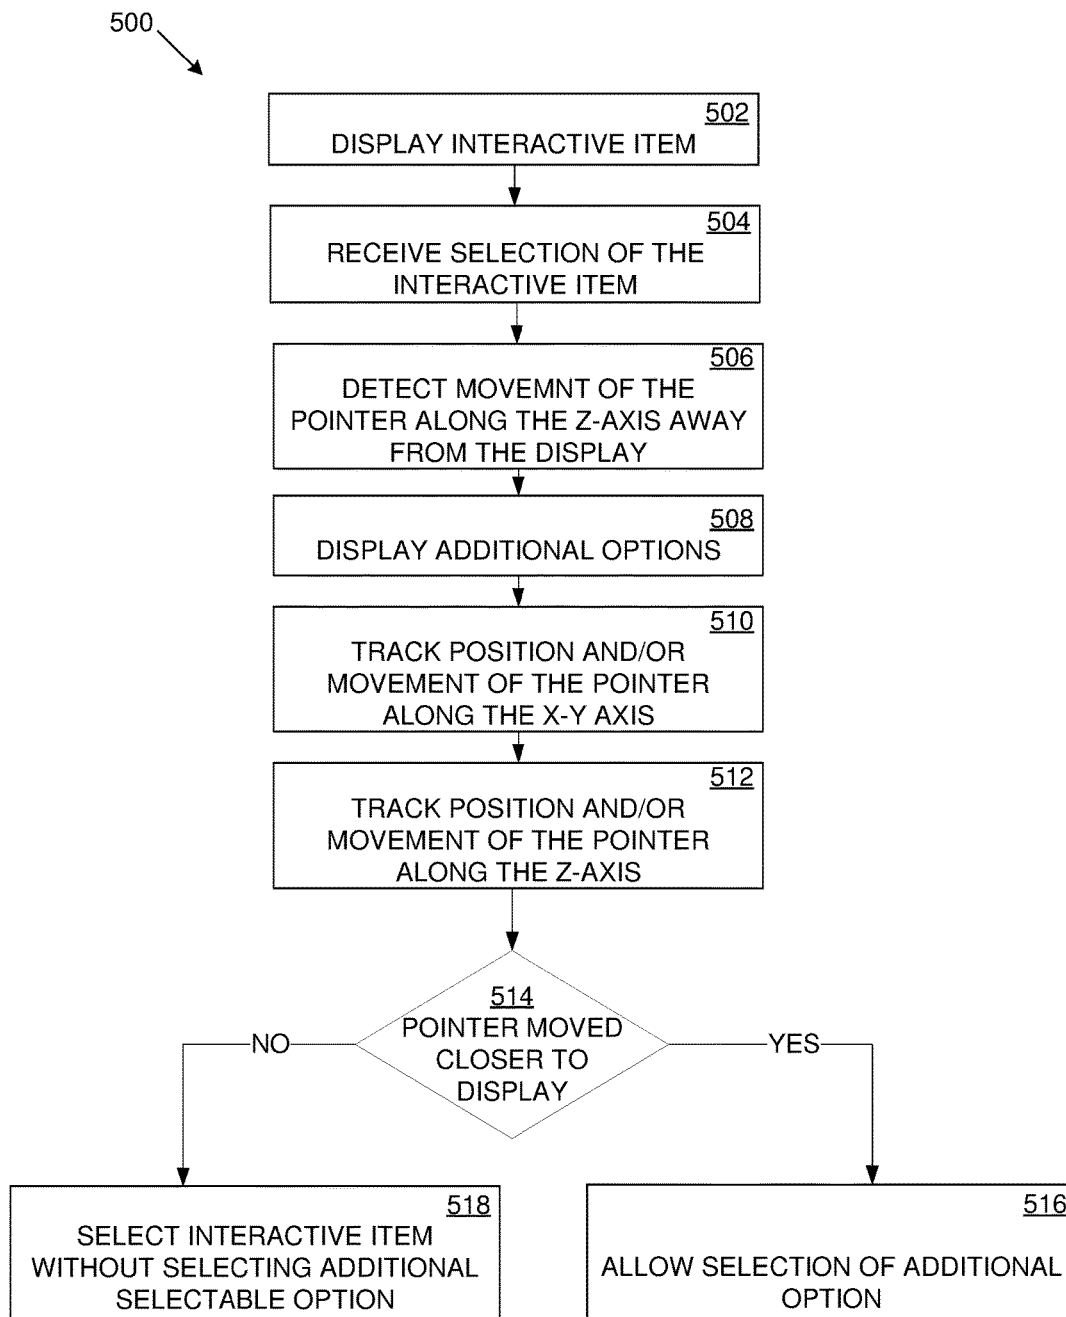 500
502
DISPLAY INTERACTIVE ITEM
504
RECEIVE SELECTION OF THE
INTERACTIVE ITEM
506
DETECT MOVEMNT OF THE
POINTER ALONG THE Z-AXIS AWAY
FROM THE DISPLAY
508
DISPLAY ADDITIONAL OPTIONS
510
TRACK POSITION AND/OR
MOVEMENT OF THE POINTER
ALONG THE X-Y AXIS
512
TRACK POSITION AND/OR
MOVEMENT OF THE POINTER
ALONG THE Z-AXIS
514
POINTER MOVED
CLOSER TO
DISPLAY
NO
YES
518
SELECT INTERACTIVE ITEM
WITHOUT SELECTING ADDITIONAL
SELECTABLE OPTION
516
ALLOW SELECTION OF ADDITIONAL
OPTION